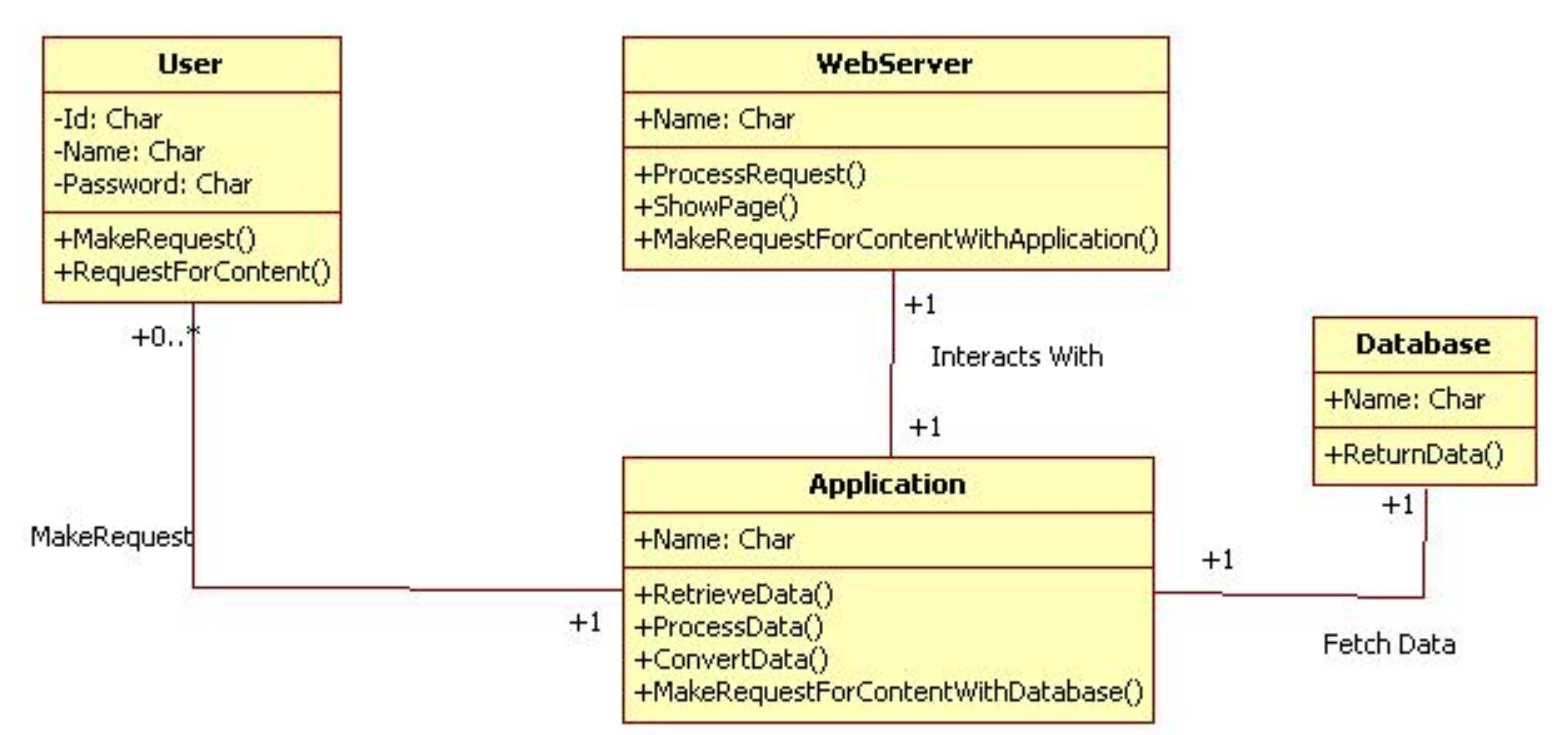 User
-Id: Char
-Name: Char
-Password: Char
+MakeRequest()
+RequestForContent()
+0..*
MakeRequest
+1
WebServer
+Name: Char
+ProcessRequest()
+ShowPage()
+MakeRequestForContentWithApplication()
+1
Interacts With
+1
Application
+Name: Char
+RetrieveData()
+ProcessData()
+ConvertData()
+MakeRequestForContentWithDatabase()
Database
+Name: Char
+ReturnData()
+1
+1
Fetch Data